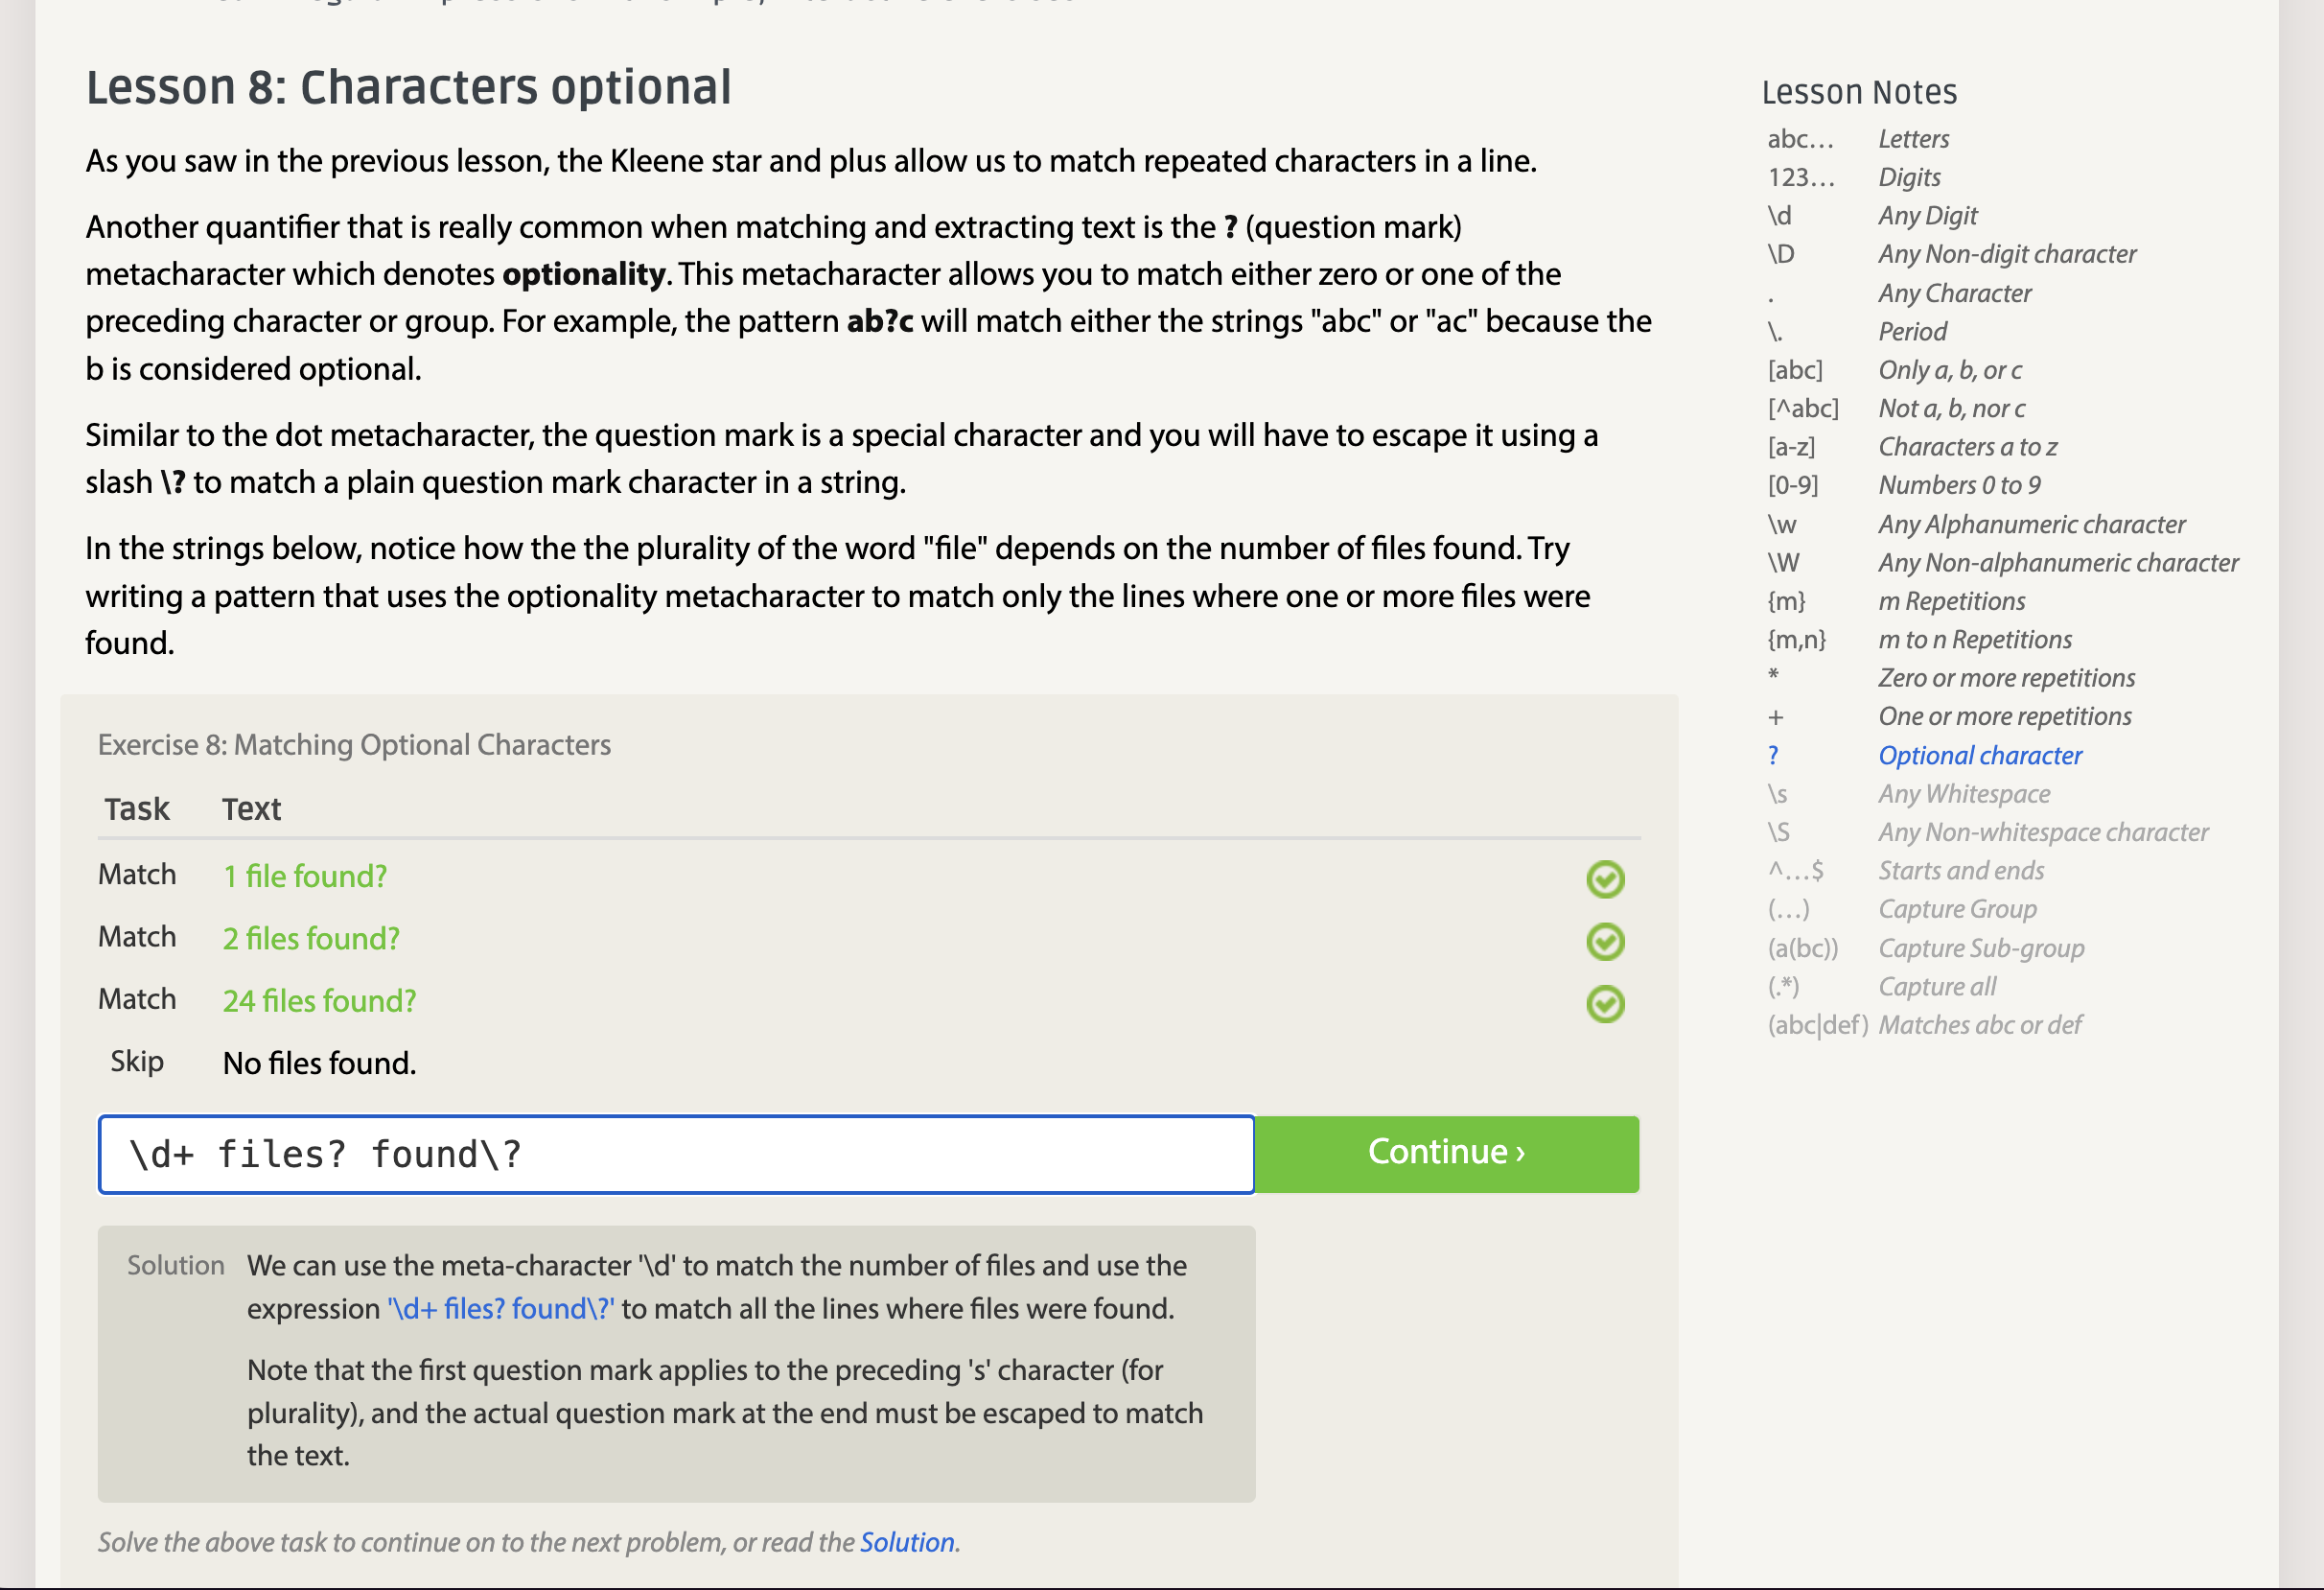 Lesson 8: Characters optional
As you saw in the previous lesson, the Kleene star and plus allow us to match repeated characters in a line.
Another quantifier that is really common when matching and extracting text is the ? (question mark)
metacharacter which denotes optionality. This metacharacter allows you to match either zero or one of the
preceding character or group. For example, the pattern ab?c will match either the strings "abc" or "ac" because the
b is considered optional.
Similar to the dot metacharacter, the question mark is a special character and you will have to escape it using a
slash \? to match a plain question mark character in a string.
In the strings below, notice how the the plurality of the word "file" depends on the number of files found. Try
writing a pattern that uses the optionality metacharacter to match only the lines where one or more files were
found.
Exercise 8: Matching Optional Characters
Task Text
Match 1 file found?
Match 2 files found?
Match 24 files found?
Skip No files found.
\d+ files? found\?
Continue ›
Solution We can use the meta-character '\d' to match the number of files and use the
expression '\d+ files? found\?' to match all the lines where files were found.
Note that the first question mark applies to the preceding 's' character (for
plurality), and the actual question mark at the end must be escaped to match
the text.
Solve the above task to continue on to the next problem, or read the Solution.
Lesson Notes
abc… Letters
123… Digits
\d Any Digit
\D Any Non-digit character
. Any Character
\. Period
[abc] Only a, b, or c
[^abc] Not a, b, nor c
[a-z] Characters a to z
[0-9] Numbers 0 to 9
\w Any Alphanumeric character
\W Any Non-alphanumeric character
{m} m Repetitions
{m,n} m to n Repetitions
* Zero or more repetitions
+ One or more repetitions
? Optional character
\s Any Whitespace
\S Any Non-whitespace character
^…$ Starts and ends
(…) Capture Group
(a(bc)) Capture Sub-group
(.*) Capture all
(abc|def) Matches abc or def